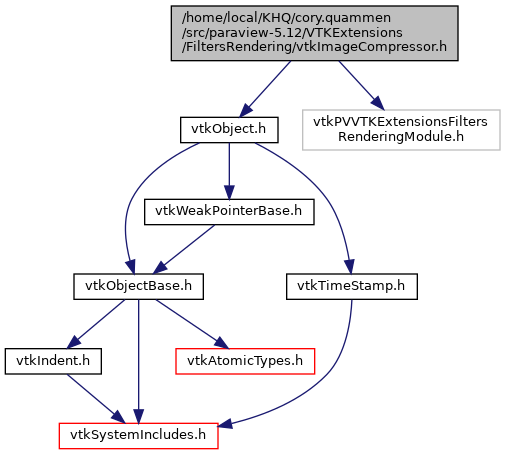 /home/local/KHQ/cory.quammen
/src/paraview-5.12/VTKExtensions
/FiltersRendering/vtkImageCompressor.h
vtkObject.h
vtkPVVTKExtensionsFilters
RenderingModule.h
vtkWeakPointerBase.h
vtkObjectBase.h
vtkTimeStamp.h
vtkIndent.h
vtkAtomicTypes.h
vtkSystemIncludes.h